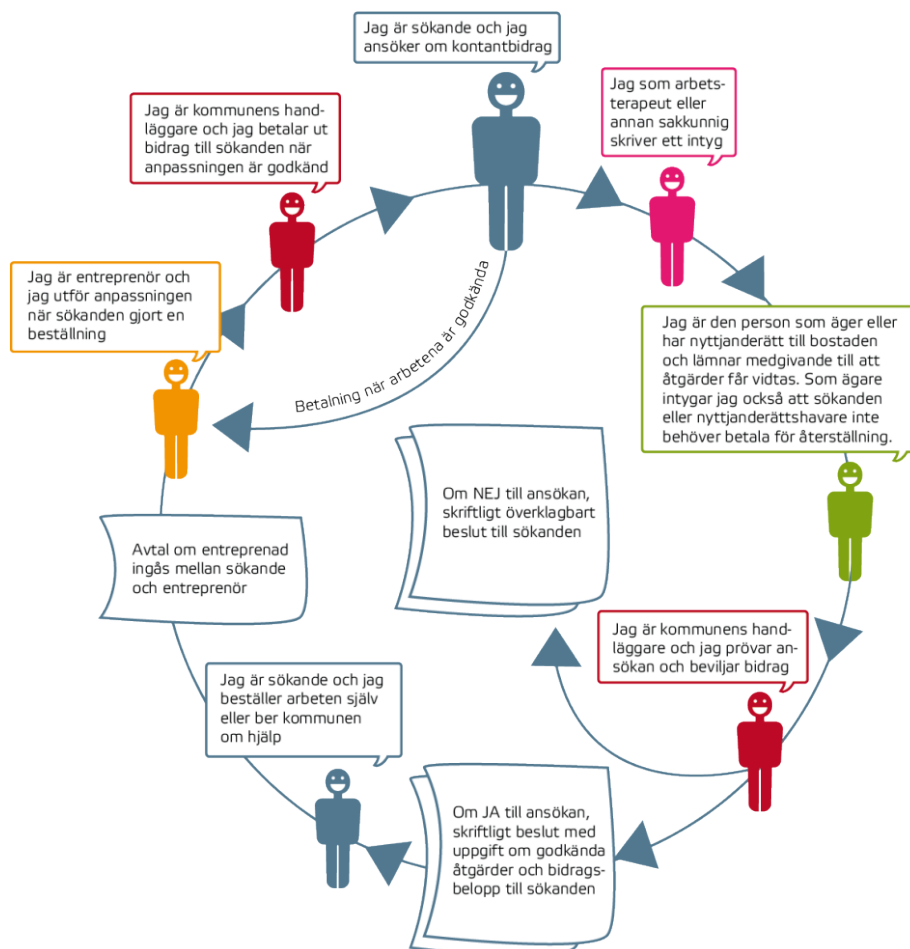 Jag är sökande och jag
ansöker om kontantbidrag
Jag som arbets-
terapeut eller
annan sakkunnig
skriver ett intyg
Jag är den person som äger eller
har nyttjanderätt till bostaden
och lämnar medgivande till att
åtgärder får vidtas. Som ägare
intygar jag också att sökanden
eller nyttjanderättshavare inte
behöver betala för återställning.
Jag är kommunens hand-
läggare och jag prövar an-
sökan och beviljar bidrag
Om NEJ till ansökan,
skriftligt överklagbart
beslut till sökanden
Om JA till ansökan,
skriftligt beslut med
uppgift om godkända
åtgärder och bidrags-
belopp till sökanden
Jag är sökande och jag
beställer arbeten själv
eller ber kommunen
om hjälp
Avtal om entreprenad
ingås mellan sökande
och entreprenör
Jag är entreprenör och
jag utför anpassningen
när sökanden gjort en
beställning
Jag är kommunens hand-
läggare och jag betalar ut
bidrag till sökanden när
anpassningen är godkänd
Betalning när arbetena är godkända